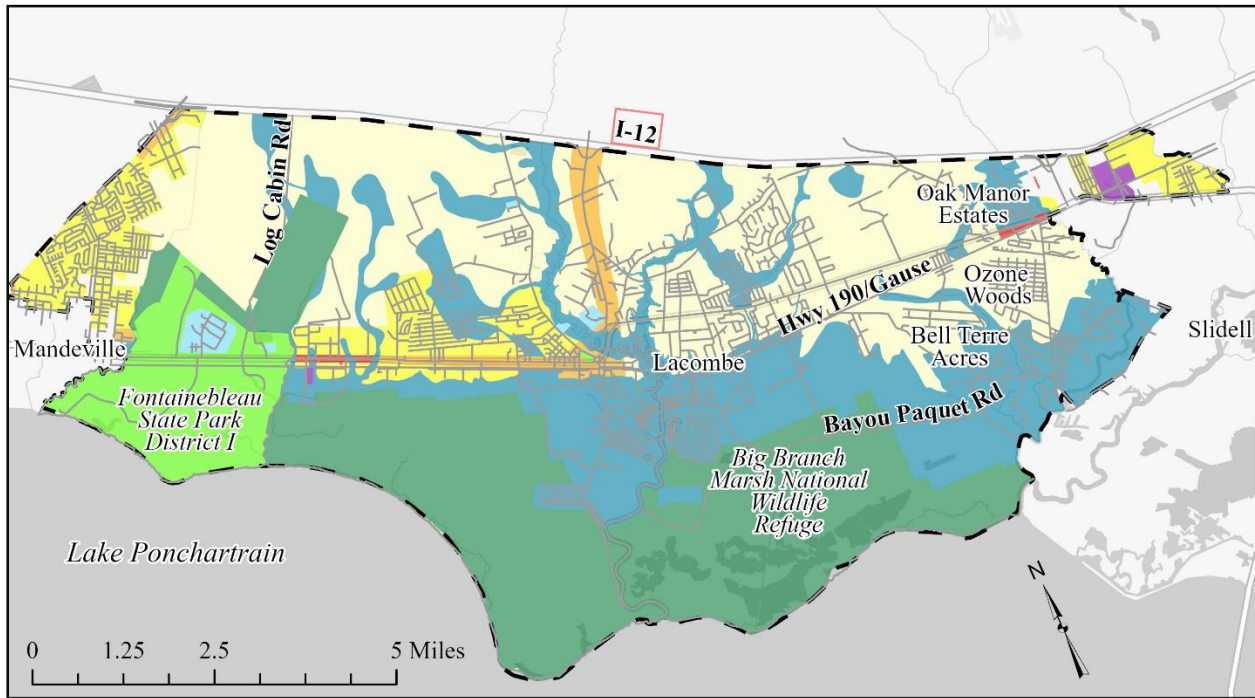 I-12
Log Cabin Rd
Oak Manor
Estates
Hwy 190/Gause
Ozone
Woods
Mandeville
Lacombe
Bell Terre
Acres
Slidell
Fontainebleau
State Park
District I
Bayou Paquet Rd
Big Branch
Marsh National
Wildlife
Refuge
Lake Ponchartrain
N
0 1.25 2.5 5 Miles